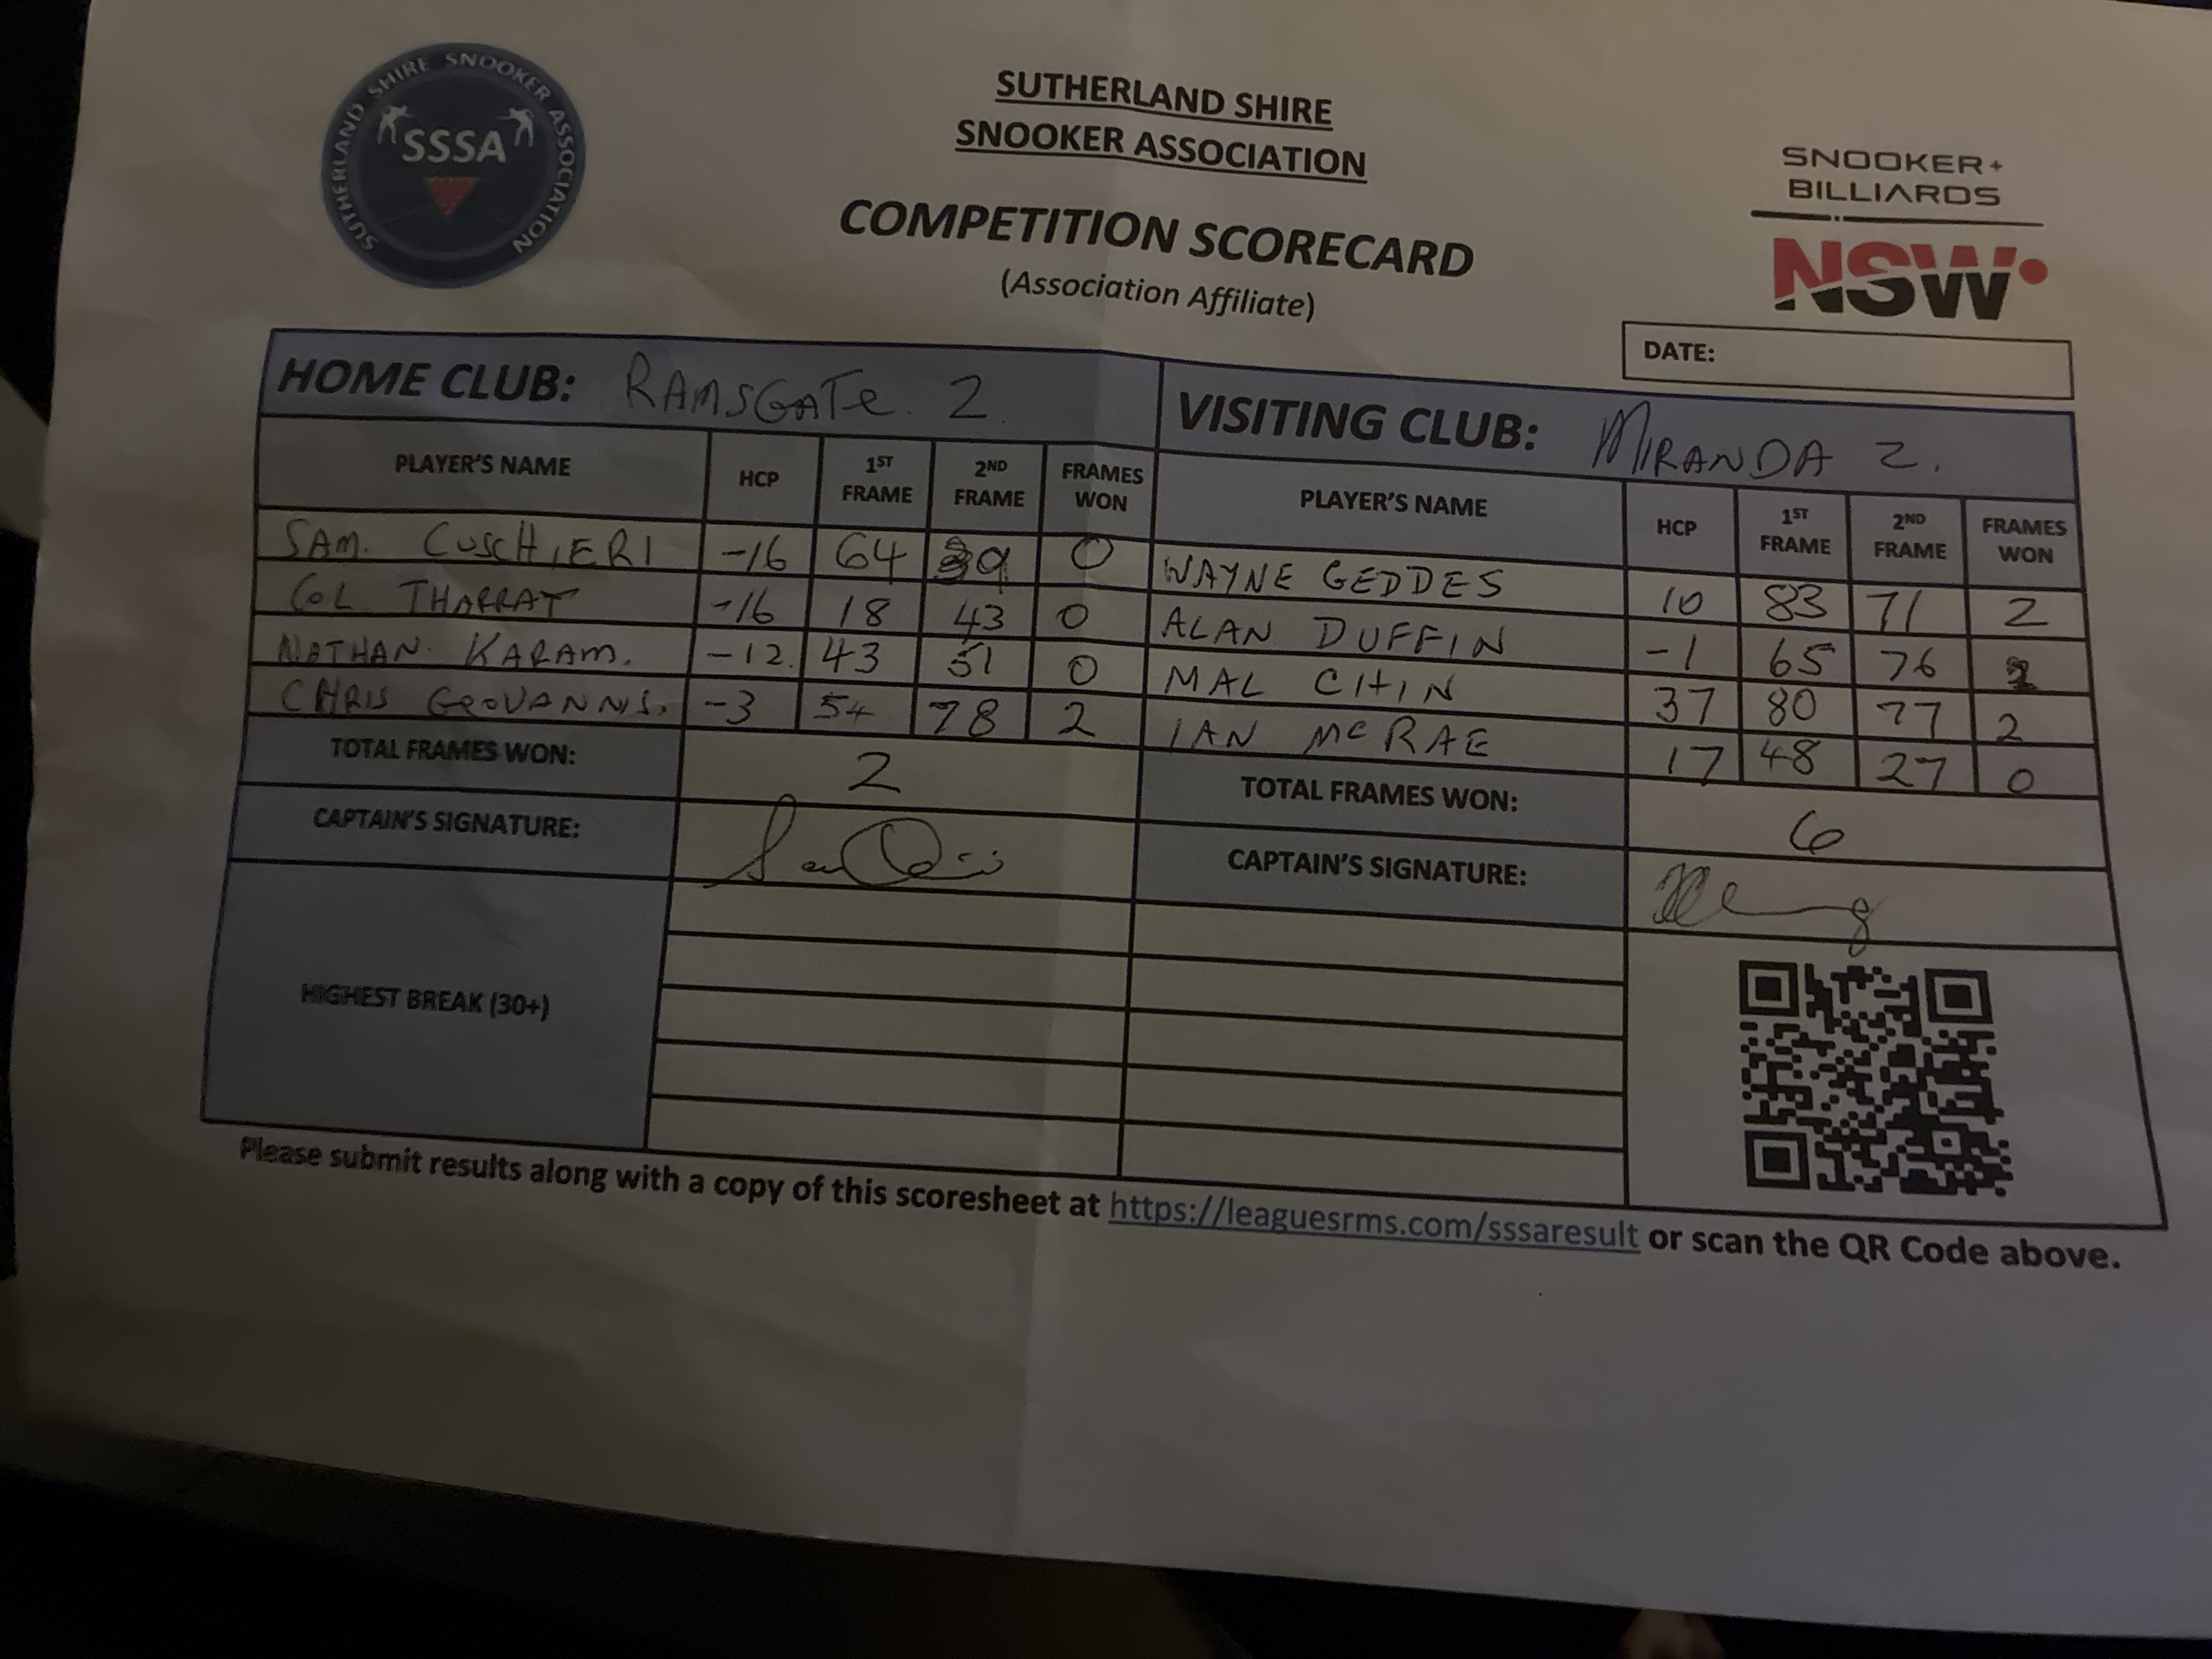 SUTHERLAND SHIRE SNOOKER ASSOCIATION
SSSA
SUTHERLAND SHIRE
SNOOKER ASSOCIATION
COMPETITION SCORECARD
(Association Affiliate)
SNOOKER+
BILLIARDS
NSW
DATE:
HOME CLUB: RAMSGATE 2
VISITING CLUB: MIRANDA 2.
PLAYER'S NAME HCP 1ST FRAME 2ND FRAME FRAMES WON
SAM. CUSCHIERI -16 64 39 0
COL THARRAT -16 18 43 0
NATHAN KARAM. -12. 43 51 0
CHRIS GEOVANNIS. -3 54 78 2
TOTAL FRAMES WON: 2
CAPTAIN'S SIGNATURE:
HIGHEST BREAK (30+)
PLAYER'S NAME HCP 1ST FRAME 2ND FRAME FRAMES WON
WAYNE GEDDES 10 83 71 2
ALAN DUFFIN -1 65 76 2
MAL CHIN 37 80 77 2
IAN MCRAE 17 48 27 0
TOTAL FRAMES WON: 6
CAPTAIN'S SIGNATURE:
Please submit results along with a copy of this scoresheet at https://leaguesrms.com/sssaresult or scan the QR Code above.